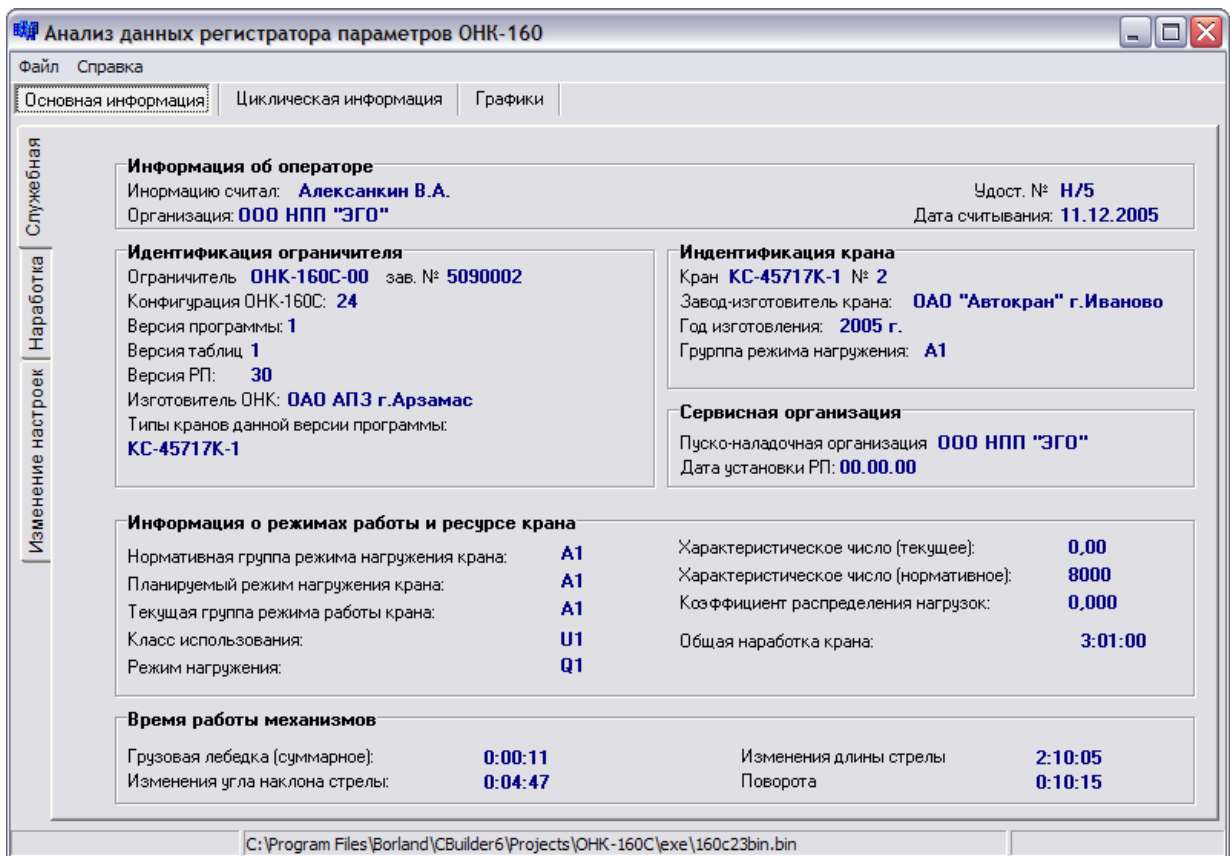 Анализ данных регистратора параметров ОНК-160
Файл Справка
Основная информация Циклическая информация Графики
Служебная
Наработка
Изменение настроек
Информация об операторе
Инормацию считал: Алексанкин В.А. Удост. № Н/5
Организация: ООО НПП "ЭГО" Дата считывания: 11.12.2005
Идентификация ограничителя
Ограничитель ОНК-160С-00 зав. № 5090002
Конфигурация ОНК-160С: 24
Версия программы: 1
Версия таблиц 1
Версия РП: 30
Изготовитель ОНК: ОАО АПЗ г.Арзамас
Типы кранов данной версии программы:
КС-45717К-1
Индентификация крана
Кран КС-45717К-1 № 2
Завод-изготовитель крана: ОАО "Автокран" г.Иваново
Год изготовления: 2005 г.
Грурппа режима нагружения: А1
Сервисная организация
Пуско-наладочная организация ООО НПП "ЭГО"
Дата установки РП: 00.00.00
Информация о режимах работы и ресурсе крана
Нормативная группа режима нагружения крана: А1
Планируемый режим нагружения крана: А1
Текущая группа режима работы крана: А1
Класс использования: U1
Режим нагружения: Q1
Характеристическое число (текущее): 0,00
Характеристическое число (нормативное): 8000
Коэффициент распределения нагрузок: 0,000
Общая наработка крана: 3:01:00
Время работы механизмов
Грузовая лебедка (суммарное): 0:00:11 Изменения длины стрелы 2:10:05
Изменения угла наклона стрелы: 0:04:47 Поворота 0:10:15
C:\Program Files\Borland\CBuilder6\Projects\ОНК-160С\exe\160c23bin.bin